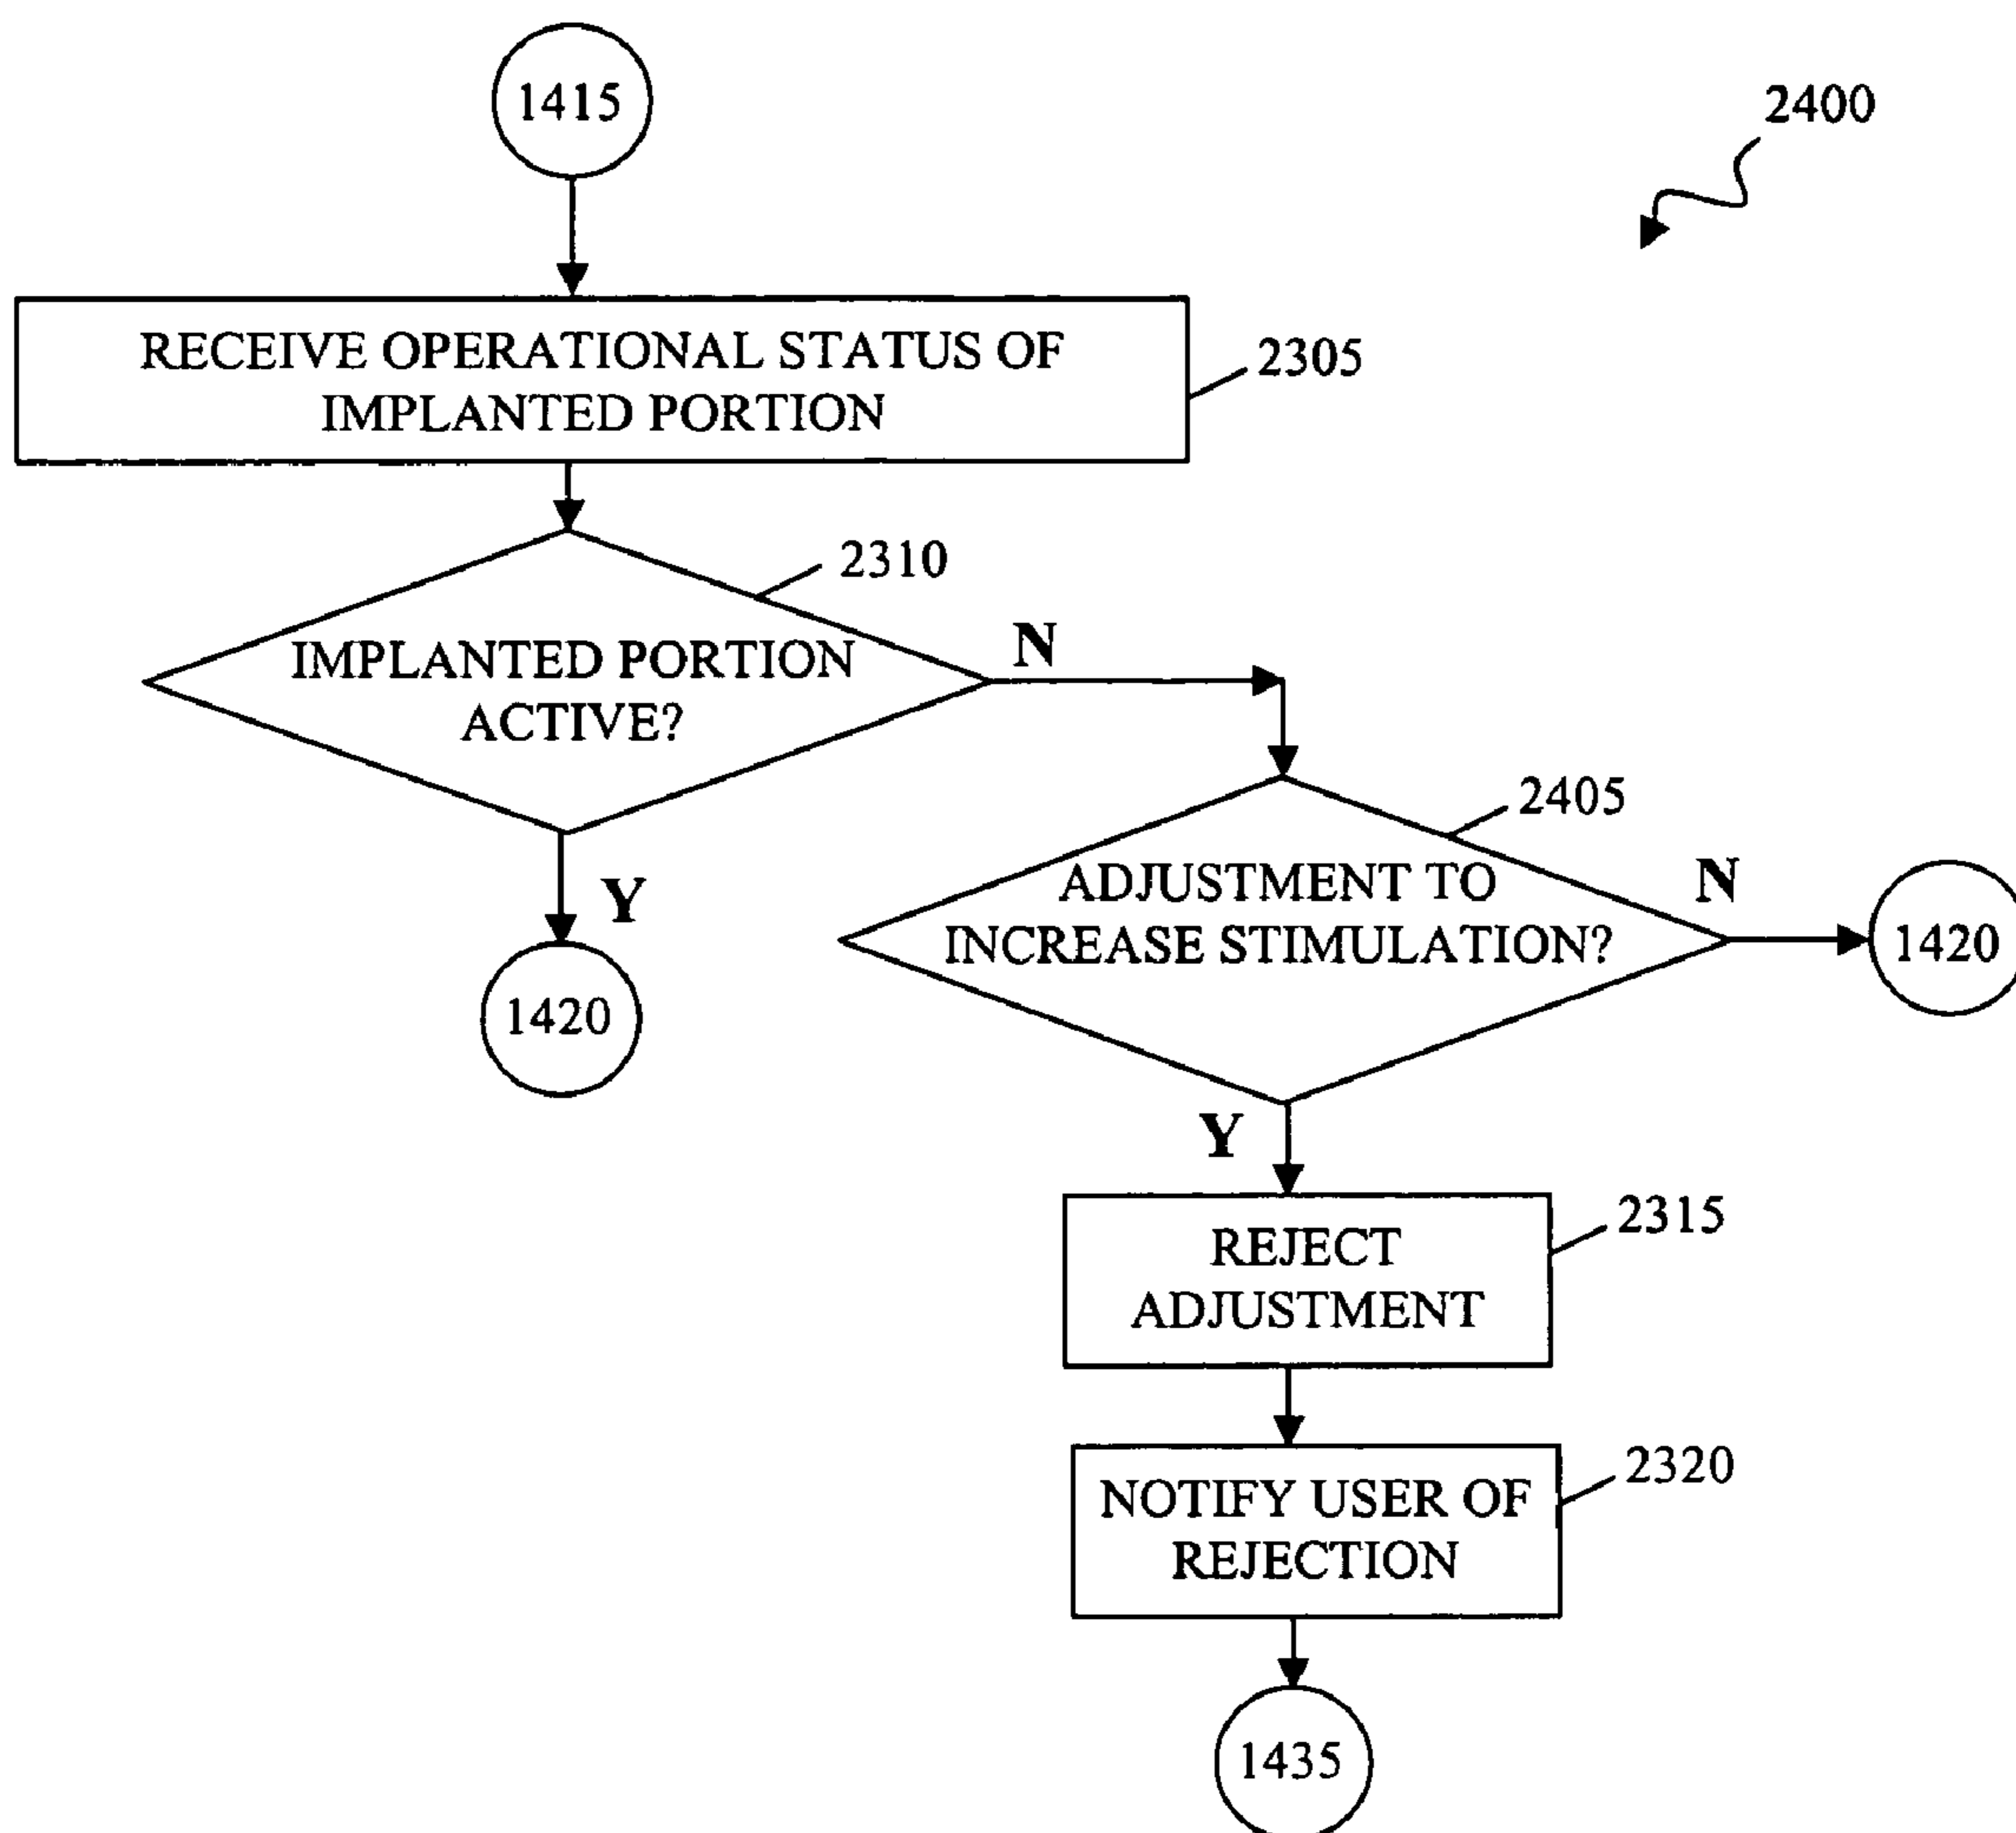 1415
2400
RECEIVE OPERATIONAL STATUS OF
IMPLANTED PORTION
2305
2310
IMPLANTED PORTION
ACTIVE?
N
Y
1420
2405
ADJUSTMENT TO
INCREASE STIMULATION?
N
1420
Y
REJECT
ADJUSTMENT
2315
NOTIFY USER OF
REJECTION
2320
1435